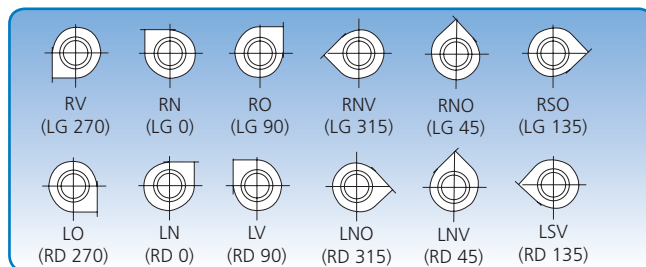 RV RN RO RNV RNO RSO
(LG 270) (LG 0) (LG 90) (LG 315) (LG 45) (LG 135)
LO LN LV LNO LNV LSV
(RD 270) (RD 0) (RD 90) (RD 315) (RD 45) (RD 135)